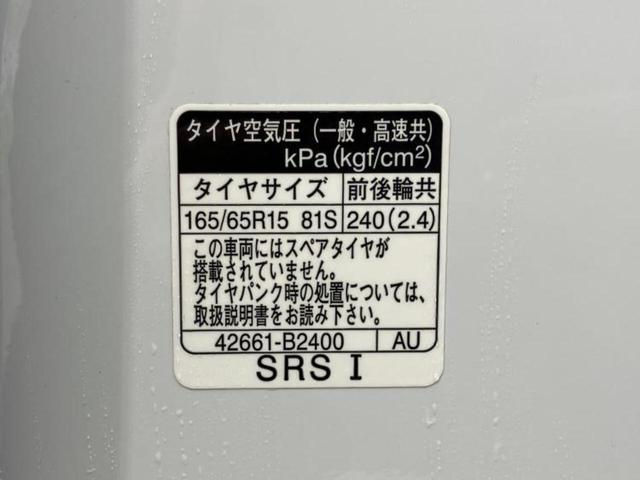 タイヤ空気圧（一般・高速共）
kPa(kgf/cm²)
タイヤサイズ 前後輪共
165/65R15 81S 240(2.4)
この車両にはスペアタイヤが
搭載されていません。
タイヤパンク時の処置については、
取扱説明書をお読み下さい。
42661-B2400 AU
SRS I